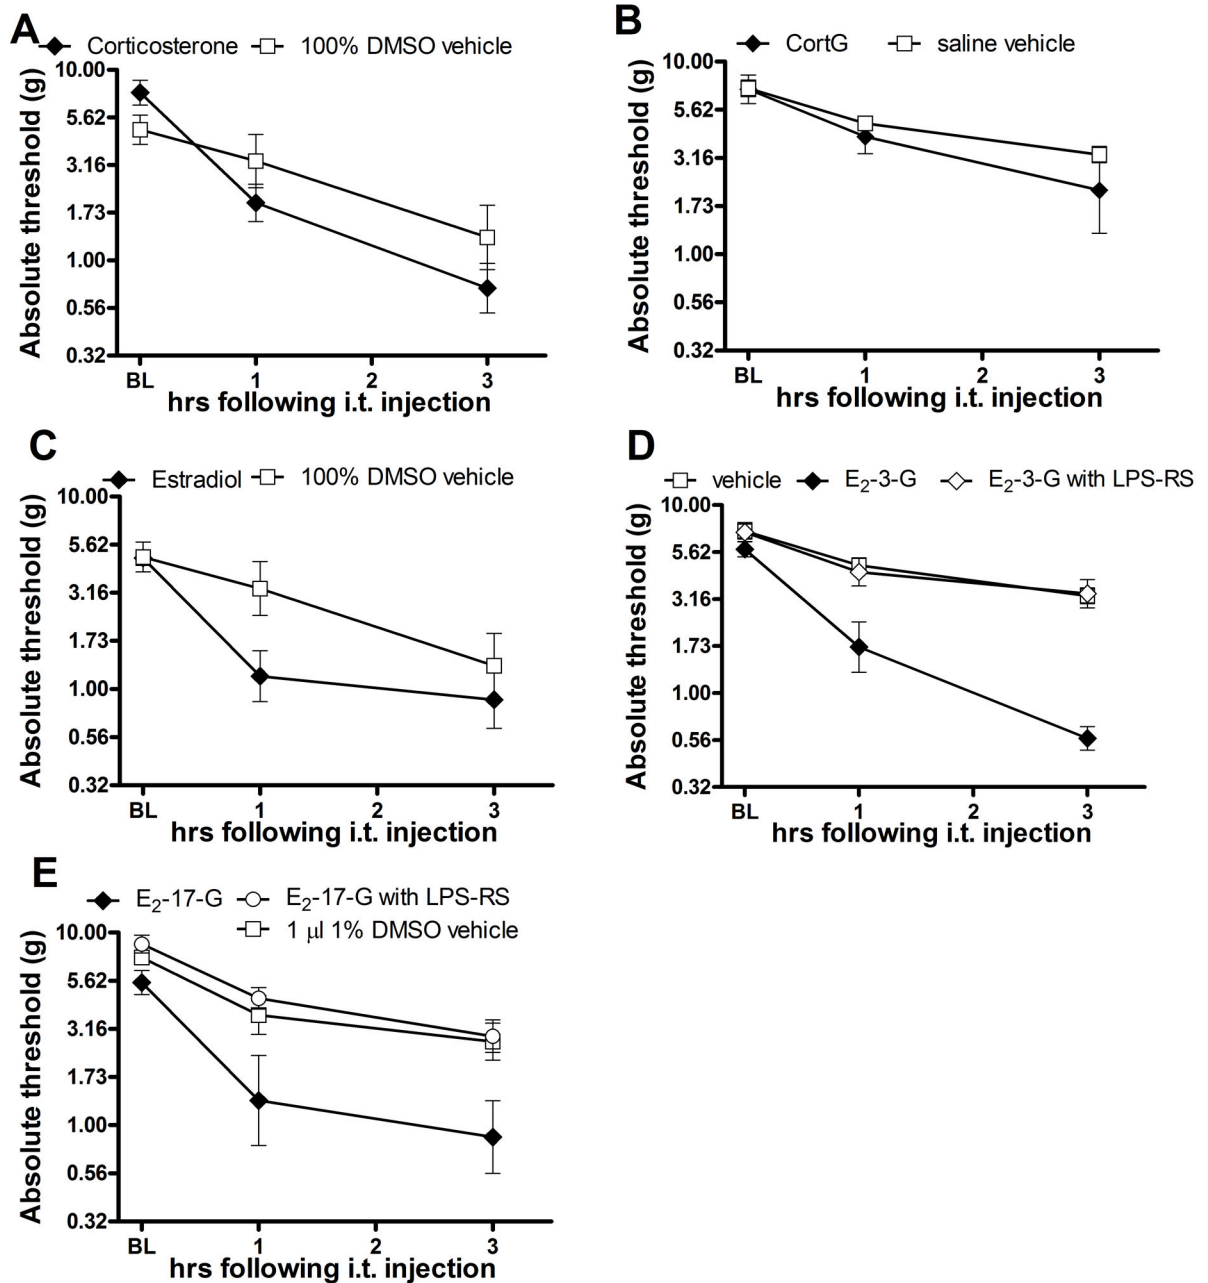 A
Corticosterone 100% DMSO vehicle
Absolute threshold (g)
10.00
5.62
3.16
1.73
1.00
0.56
0.32
BL 1 2 3
hrs following i.t. injection
B
CortG saline vehicle
Absolute threshold (g)
10.00
5.62
3.16
1.73
1.00
0.56
0.32
BL 1 2 3
hrs following i.t. injection
C
Estradiol 100% DMSO vehicle
Absolute threshold (g)
10.00
5.62
3.16
1.73
1.00
0.56
0.32
BL 1 2 3
hrs following i.t. injection
D
vehicle E₂-3-G E₂-3-G with LPS-RS
Absolute threshold (g)
10.00
5.62
3.16
1.73
1.00
0.56
0.32
BL 1 2 3
hrs following i.t. injection
E
E₂-17-G E₂-17-G with LPS-RS
1 μl 1% DMSO vehicle
Absolute threshold (g)
10.00
5.62
3.16
1.73
1.00
0.56
0.32
BL 1 2 3
hrs following i.t. injection